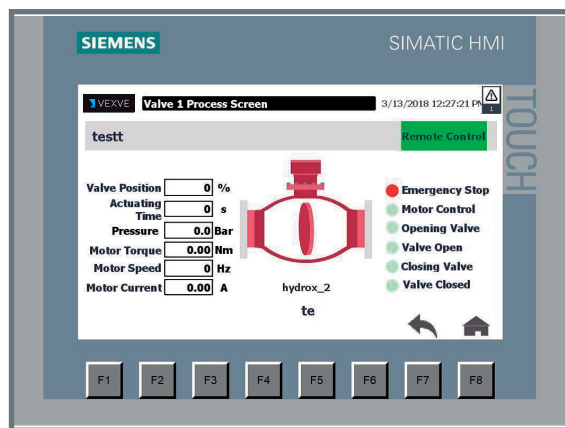 SIEMENS
SIMATIC HMI
TOUCH
VEXVE
Valve 1 Process Screen
3/13/2018 12:27:21 PM
1
testt
Remote Control
Valve Position 0 %
Actuating Time 0 s
Pressure 0.0 Bar
Motor Torque 0.00 Nm
Motor Speed 0 Hz
Motor Current 0.00 A
hydrox_2
te
Emergency Stop
Motor Control
Opening Valve
Valve Open
Closing Valve
Valve Closed
F1 F2 F3 F4 F5 F6 F7 F8